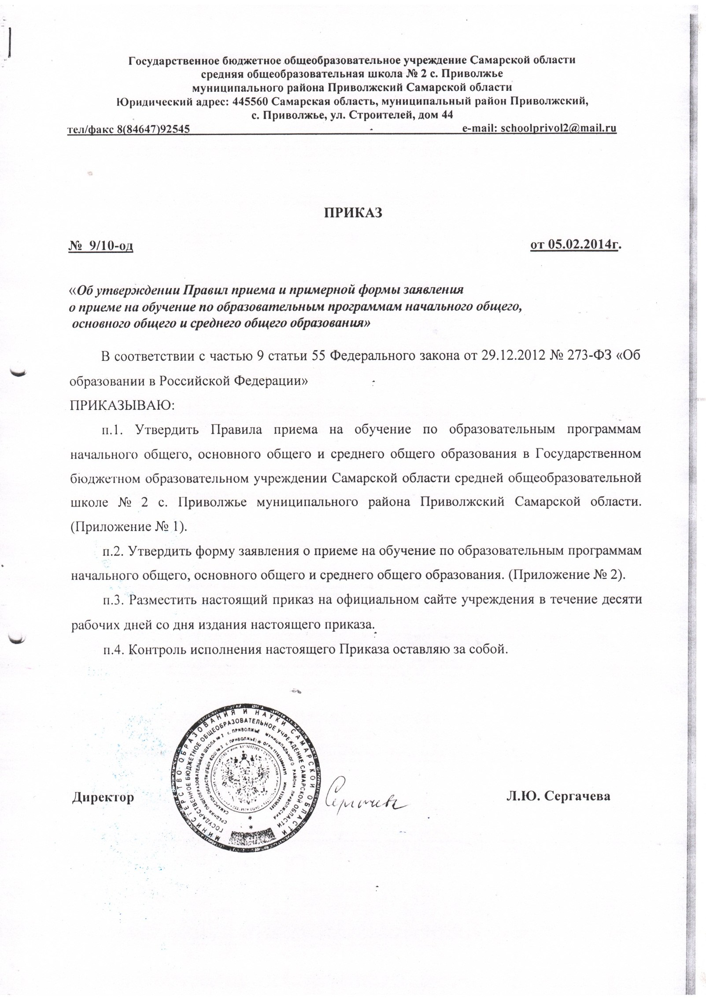 Государственное бюджетное общеобразовательное учреждение Самарской области
средняя общеобразовательная школа № 2 с. Приволжье
муниципального района Приволжский Самарской области
Юридический адрес: 445560 Самарская область, муниципальный район Приволжский,
с. Приволжье, ул. Строителей, дом 44
тел/факс 8(84647)92545 e-mail: schoolprivol2@mail.ru
ПРИКАЗ
№ 9/10-од от 05.02.2014г.
«Об утверждении Правил приема и примерной формы заявления
о приеме на обучение по образовательным программам начального общего,
основного общего и среднего общего образования»
В соответствии с частью 9 статьи 55 Федерального закона от 29.12.2012 № 273-ФЗ «Об
образовании в Российской Федерации»
ПРИКАЗЫВАЮ:
п.1. Утвердить Правила приема на обучение по образовательным программам
начального общего, основного общего и среднего общего образования в Государственном
бюджетном образовательном учреждении Самарской области средней общеобразовательной
школе № 2 с. Приволжье муниципального района Приволжский Самарской области.
(Приложение № 1).
п.2. Утвердить форму заявления о приеме на обучение по образовательным программам
начального общего, основного общего и среднего общего образования. (Приложение № 2).
п.3. Разместить настоящий приказ на официальном сайте учреждения в течение десяти
рабочих дней со дня издания настоящего приказа.
п.4. Контроль исполнения настоящего Приказа оставляю за собой.
МИНИСТЕРСТВО ОБРАЗОВАНИЯ И НАУКИ САМАРСКОЙ ОБЛАСТИ
ГОСУДАРСТВЕННОЕ БЮДЖЕТНОЕ ОБЩЕОБРАЗОВАТЕЛЬНОЕ УЧРЕЖДЕНИЕ САМАРСКОЙ ОБЛАСТИ
СРЕДНЯЯ ОБЩЕОБРАЗОВАТЕЛЬНАЯ ШКОЛА № 2 с. ПРИВОЛЖЬЕ МУНИЦИПАЛЬНОГО РАЙОНА ПРИВОЛЖСКИЙ
САМАРСКОЙ ОБЛАСТИ (ГБОУ СОШ № 2 с. ПРИВОЛЖЬЕ) * ОГРН
Директор Сергачева Л.Ю. Сергачева